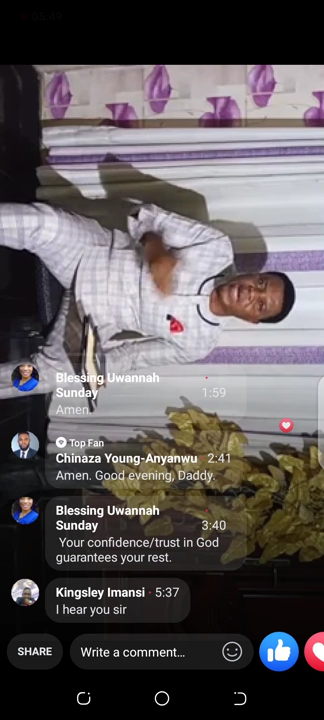 05:49
Blessing Uwannah
Sunday 1:59
Amen.
Top Fan
Chinaza Young-Anyanwu 2:41
Amen. Good evening, Daddy.
Blessing Uwannah
Sunday 3:40
Your confidence/trust in God
guarantees your rest.
Kingsley Imansi · 5:37
I hear you sir
SHARE
Write a comment...